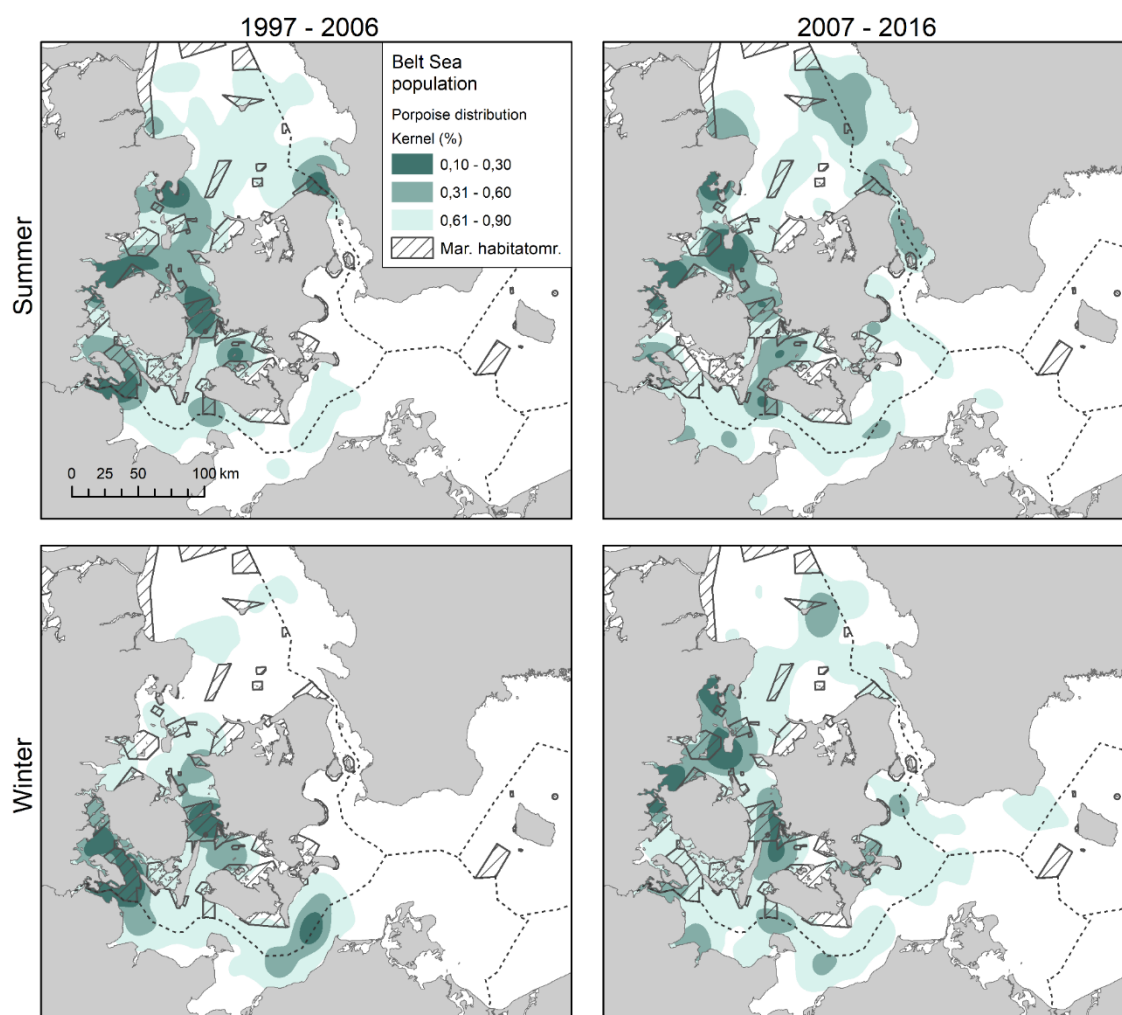 1997 - 2006
2007 - 2016
Summer
Belt Sea
population
Porpoise distribution
Kernel (%)
0,10 - 0,30
0,31 - 0,60
0,61 - 0,90
Mar. habitatomr.
0 25 50 100 km
Winter